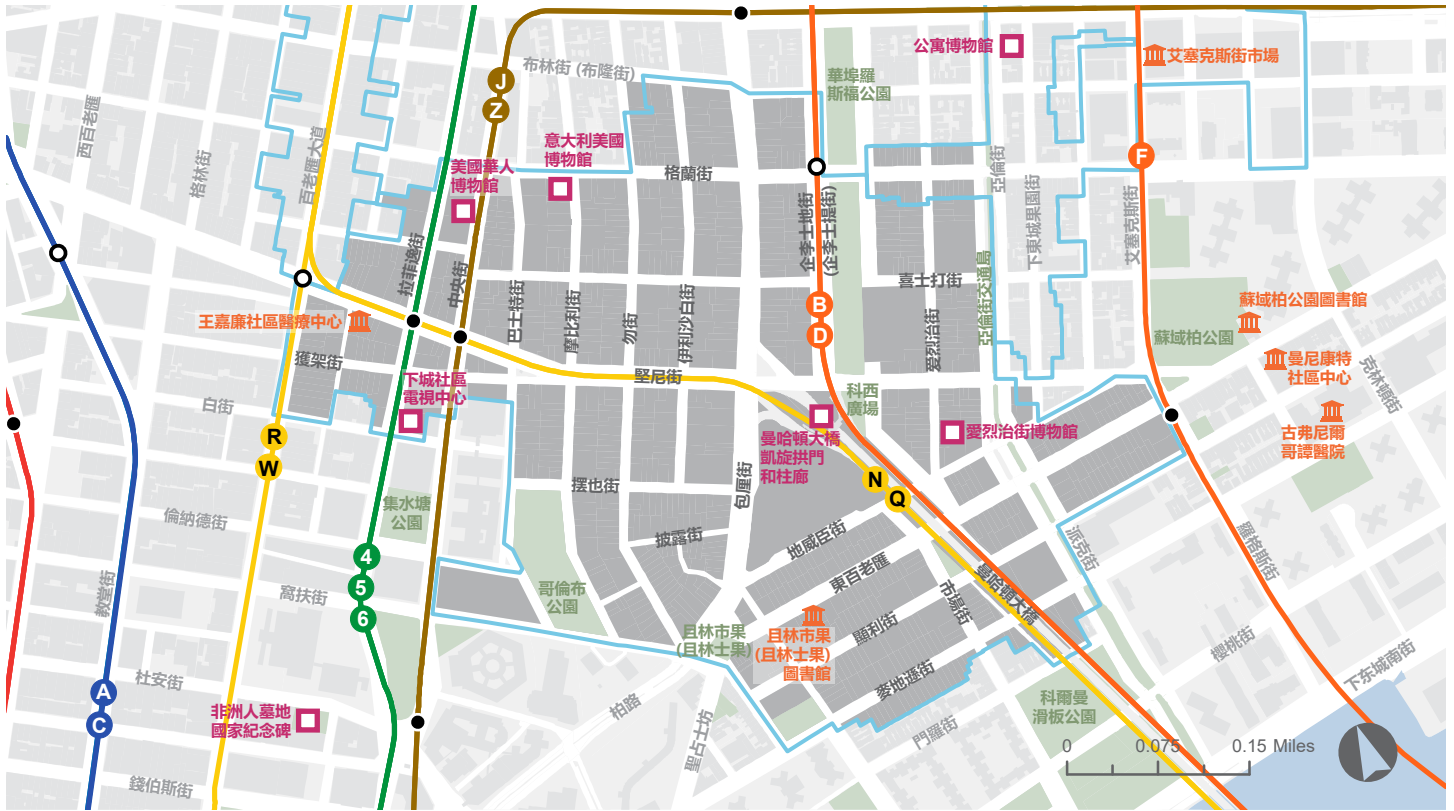 布林街 (布隆街)
J
Z
西百老匯
格林街
百老匯大道
華埠羅
斯福公園
公寓博物館
艾塞克斯街市場
意大利美國
博物館
美國華人
博物館
格蘭街
F
亞倫街
下東城果園街
艾塞克斯街
企李士地街
(企李士提街)
拉菲逸街
中央街
巴士特街
摩比利街
勿街
伊利沙白街
喜士打街
愛烈治街
亞倫街交通島
B
D
王嘉廉社區醫療中心
獲架街
白街
堅尼街
下城社區
電視中心
科西
廣場
蘇域柏公園圖書館
蘇域柏公園
曼尼康特
社區中心
克林頓街
古弗尼爾
哥譚醫院
曼哈頓大橋
凱旋拱門
和柱廊
愛烈治街博物館
R
W
N
Q
擺也街
包厘街
集水塘
公園
倫納德街
披露街
地威臣街
東百老匯
派克街
羅格斯街
4
5
6
教堂街
窩扶街
哥倫布
公園
曼哈頓大橋
市場街
顯利街
麥地遜街
且林市果
(且林士果)
且林市果
(且林士果)
圖書館
櫻桃街
下东城南街
杜安街
A
C
非洲人墓地
國家紀念碑
柏路
聖占士坊
門羅街
科爾曼
滑板公園
錢伯斯街
0 0.075 0.15 Miles